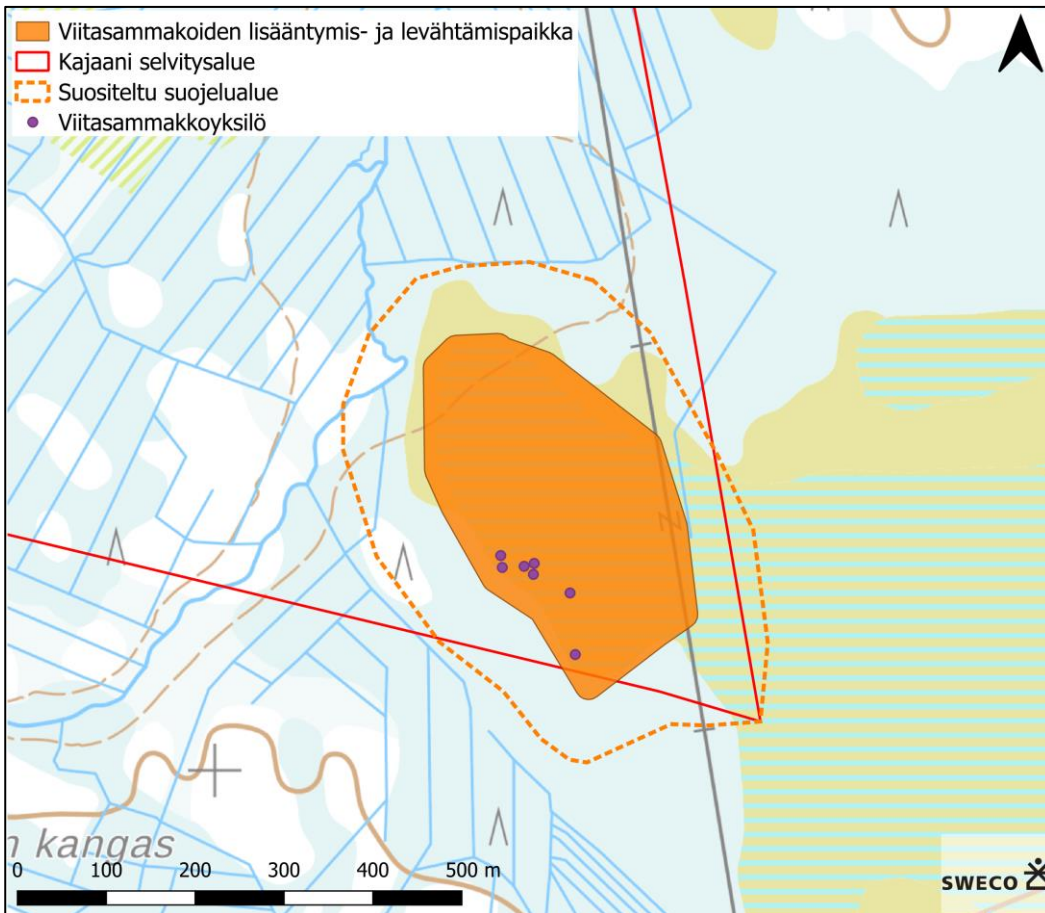 Viitasammakoiden lisääntymis- ja levähtämispaikka
Kajaani selvitysalue
Suositeltu suojelualue
Viitasammakkoyksilö
n kangas
0 100 200 300 400 500 m
SWECO